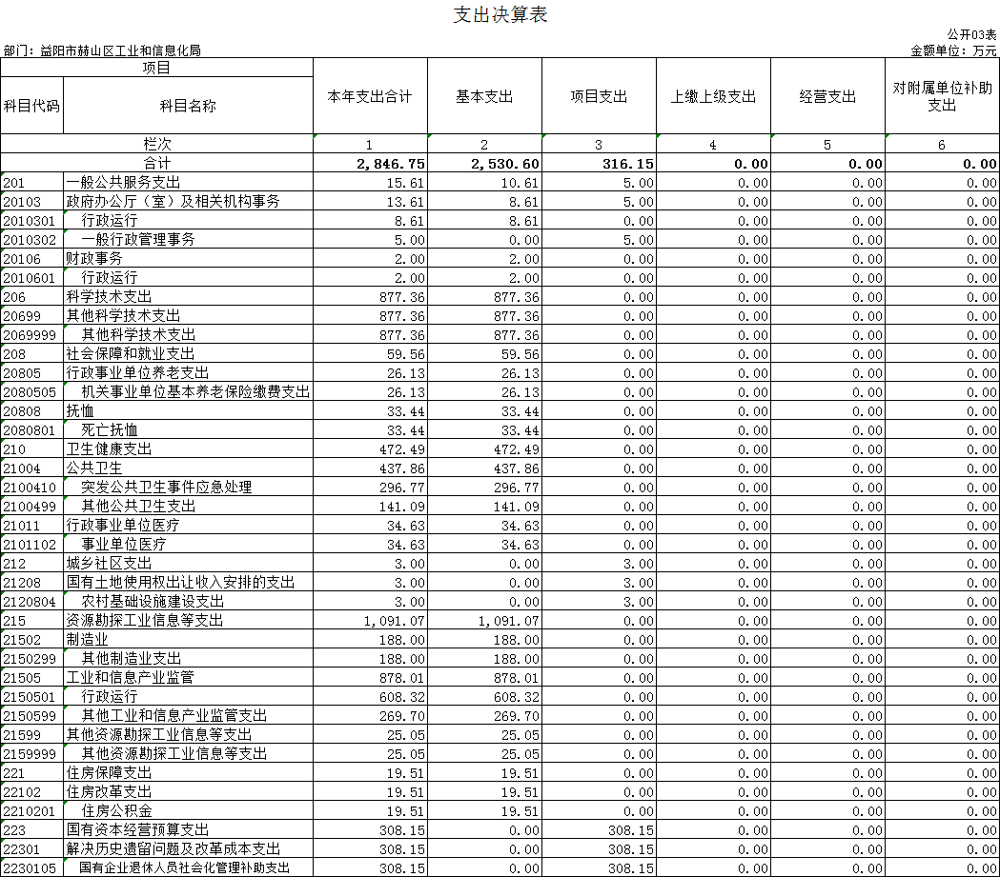 支出决算表
公开03表
部门：益阳市赫山区工业和信息化局 金额单位：万元
项目 本年支出合计 基本支出 项目支出 上缴上级支出 经营支出 对附属单位补助支出
科目代码 科目名称
栏次 1 2 3 4 5 6
合计 2,846.75 2,530.60 316.15 0.00 0.00 0.00
201 一般公共服务支出 15.61 10.61 5.00 0.00 0.00 0.00
20103 政府办公厅（室）及相关机构事务 13.61 8.61 5.00 0.00 0.00 0.00
2010301 行政运行 8.61 8.61 0.00 0.00 0.00 0.00
2010302 一般行政管理事务 5.00 0.00 5.00 0.00 0.00 0.00
20106 财政事务 2.00 2.00 0.00 0.00 0.00 0.00
2010601 行政运行 2.00 2.00 0.00 0.00 0.00 0.00
206 科学技术支出 877.36 877.36 0.00 0.00 0.00 0.00
20699 其他科学技术支出 877.36 877.36 0.00 0.00 0.00 0.00
2069999 其他科学技术支出 877.36 877.36 0.00 0.00 0.00 0.00
208 社会保障和就业支出 59.56 59.56 0.00 0.00 0.00 0.00
20805 行政事业单位养老支出 26.13 26.13 0.00 0.00 0.00 0.00
2080505 机关事业单位基本养老保险缴费支出 26.13 26.13 0.00 0.00 0.00 0.00
20808 抚恤 33.44 33.44 0.00 0.00 0.00 0.00
2080801 死亡抚恤 33.44 33.44 0.00 0.00 0.00 0.00
210 卫生健康支出 472.49 472.49 0.00 0.00 0.00 0.00
21004 公共卫生 437.86 437.86 0.00 0.00 0.00 0.00
2100410 突发公共卫生事件应急处理 296.77 296.77 0.00 0.00 0.00 0.00
2100499 其他公共卫生支出 141.09 141.09 0.00 0.00 0.00 0.00
21011 行政事业单位医疗 34.63 34.63 0.00 0.00 0.00 0.00
2101102 事业单位医疗 34.63 34.63 0.00 0.00 0.00 0.00
212 城乡社区支出 3.00 0.00 3.00 0.00 0.00 0.00
21208 国有土地使用权出让收入安排的支出 3.00 0.00 3.00 0.00 0.00 0.00
2120804 农村基础设施建设支出 3.00 0.00 3.00 0.00 0.00 0.00
215 资源勘探工业信息等支出 1,091.07 1,091.07 0.00 0.00 0.00 0.00
21502 制造业 188.00 188.00 0.00 0.00 0.00 0.00
2150299 其他制造业支出 188.00 188.00 0.00 0.00 0.00 0.00
21505 工业和信息产业监管 878.01 878.01 0.00 0.00 0.00 0.00
2150501 行政运行 608.32 608.32 0.00 0.00 0.00 0.00
2150599 其他工业和信息产业监管支出 269.70 269.70 0.00 0.00 0.00 0.00
21599 其他资源勘探工业信息等支出 25.05 25.05 0.00 0.00 0.00 0.00
2159999 其他资源勘探工业信息等支出 25.05 25.05 0.00 0.00 0.00 0.00
221 住房保障支出 19.51 19.51 0.00 0.00 0.00 0.00
22102 住房改革支出 19.51 19.51 0.00 0.00 0.00 0.00
2210201 住房公积金 19.51 19.51 0.00 0.00 0.00 0.00
223 国有资本经营预算支出 308.15 0.00 308.15 0.00 0.00 0.00
22301 解决历史遗留问题及改革成本支出 308.15 0.00 308.15 0.00 0.00 0.00
2230105 国有企业退休人员社会化管理补助支出 308.15 0.00 308.15 0.00 0.00 0.00